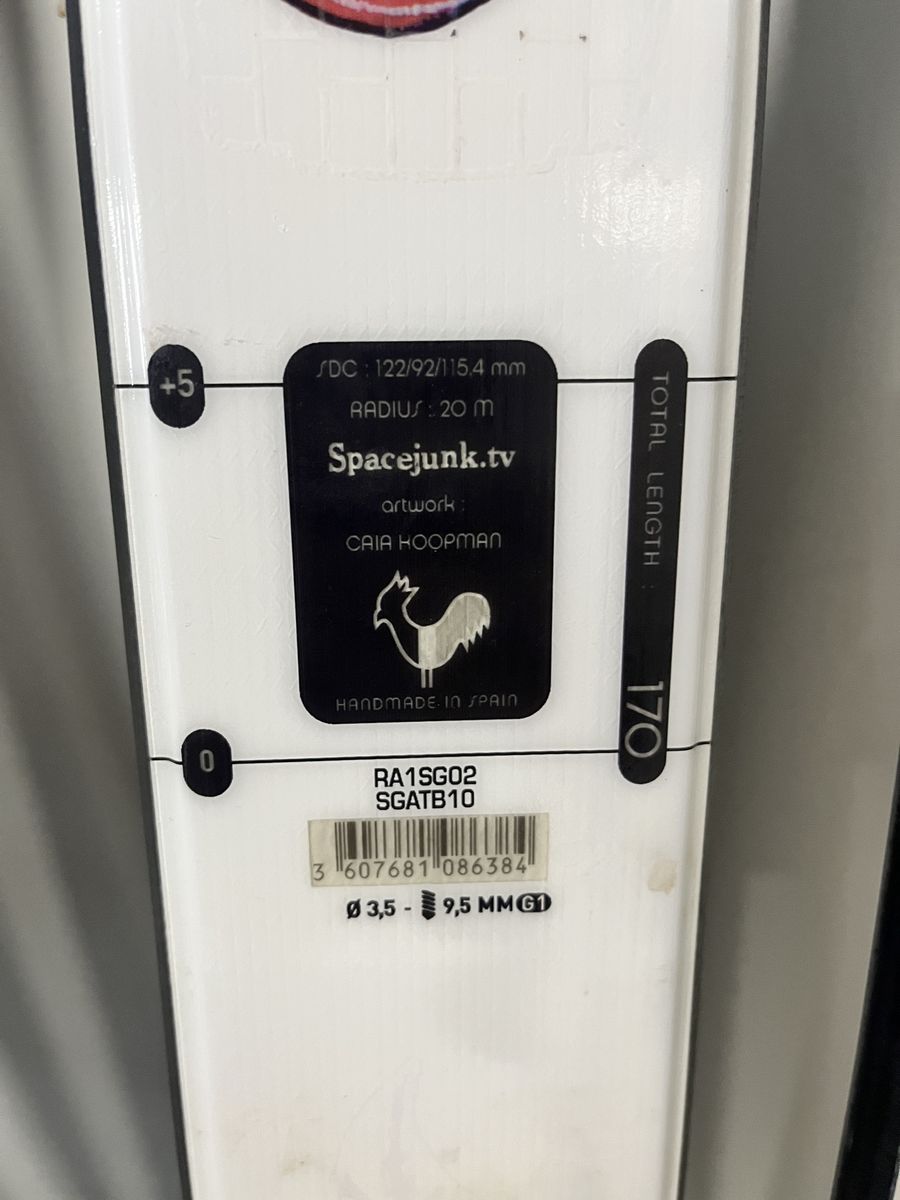 +5
SDC : 122/92/115,4 mm
RADIUS : 20 M
Spacejunk.tv
artwork :
CAIA KOOPMAN
HANDMADE IN SPAIN
TOTAL LENGTH : 170
0
RA1SG02
SGATB10
3 607681 086384
Ø 3,5 - 9,5 MM G1